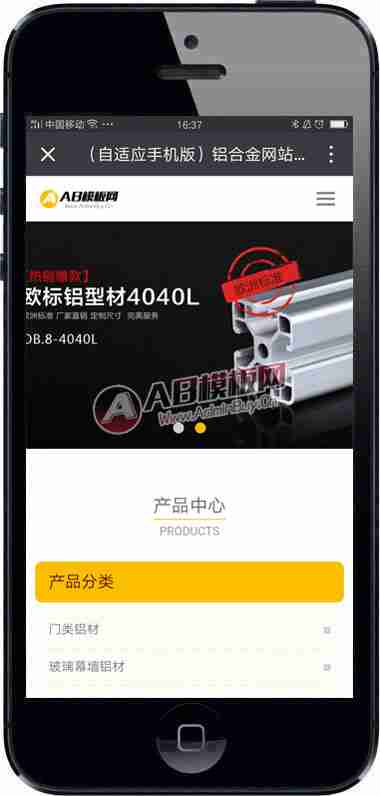 中国移动
16:37
（自适应手机版）铝合金网站...
AB模板网
【热销爆款】
欧标铝型材4040L
欧洲标准 厂家直销 定制尺寸 完美服务
OB.8-4040L
欧洲标准
AB模板网
Www.AdminBuy.Cn
产品中心
PRODUCTS
产品分类
门类铝材
玻璃幕墙铝材